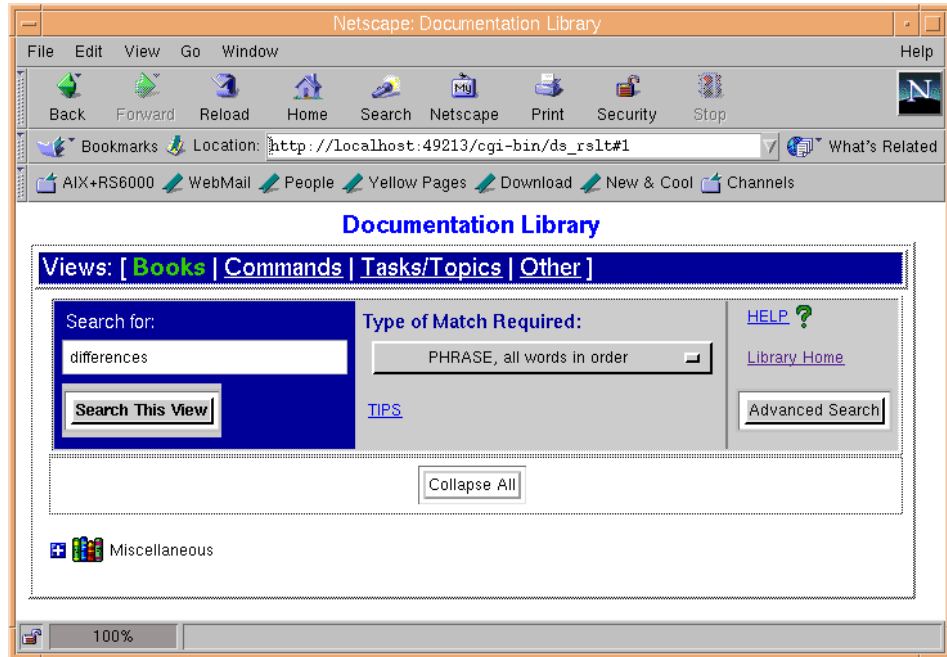 Netscape: Documentation Library
File Edit View Go Window Help
Back Forward Reload Home Search Netscape Print Security Stop
My
N
Bookmarks Location: http://localhost:49213/cgi-bin/ds_rslt#1 What's Related
AIX+RS6000 WebMail People Yellow Pages Download New & Cool Channels
Documentation Library
Views: [ Books | Commands | Tasks/Topics | Other ]
Search for:
differences
Search This View
Type of Match Required:
PHRASE, all words in order
TIPS
HELP ?
Library Home
Advanced Search
Collapse All
Miscellaneous
100%